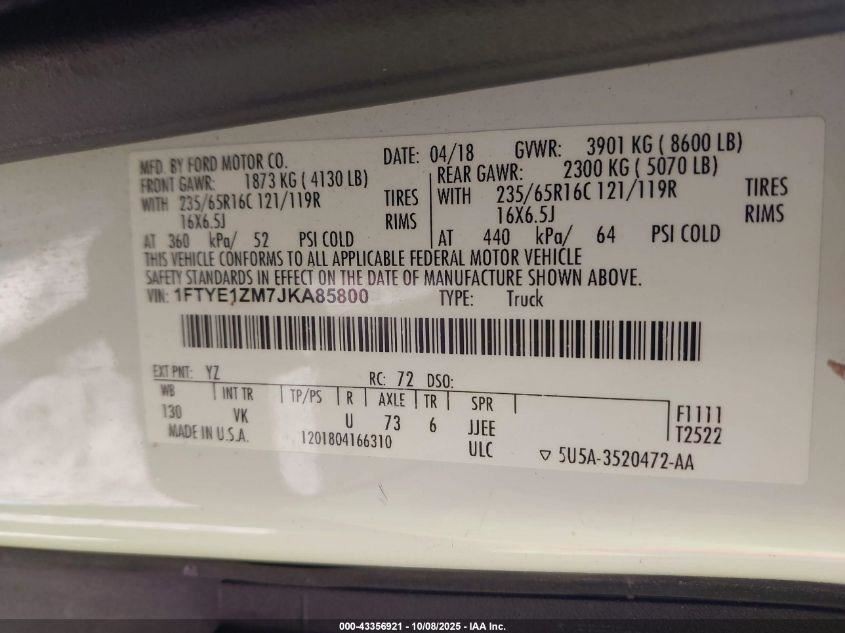 MFD. BY FORD MOTOR CO. DATE: 04/18 GVWR: 3901 KG ( 8600 LB)
FRONT GAWR: 1873 KG ( 4130 LB) REAR GAWR: 2300 KG ( 5070 LB)
WITH 235/65R16C 121/119R TIRES WITH 235/65R16C 121/119R TIRES
16X6.5J RIMS 16X6.5J RIMS
AT 360 kPa/ 52 PSI COLD AT 440 kPa/ 64 PSI COLD
THIS VEHICLE CONFORMS TO ALL APPLICABLE FEDERAL MOTOR VEHICLE
SAFETY STANDARDS IN EFFECT ON THE DATE OF MANUFACTURE SHOWN ABOVE.
VIN: 1FTYE1ZM7JKA85800 TYPE: Truck
EXT PNT: YZ RC: 72 DSO:
WB INT TR TP/PS R AXLE TR SPR
130 VK U 73 6 JJEE F1111
MADE IN U.S.A. 1201804166310 ULC T2522
5U5A-3520472-AA
000-43356921 - 10/08/2025 - IAA Inc.